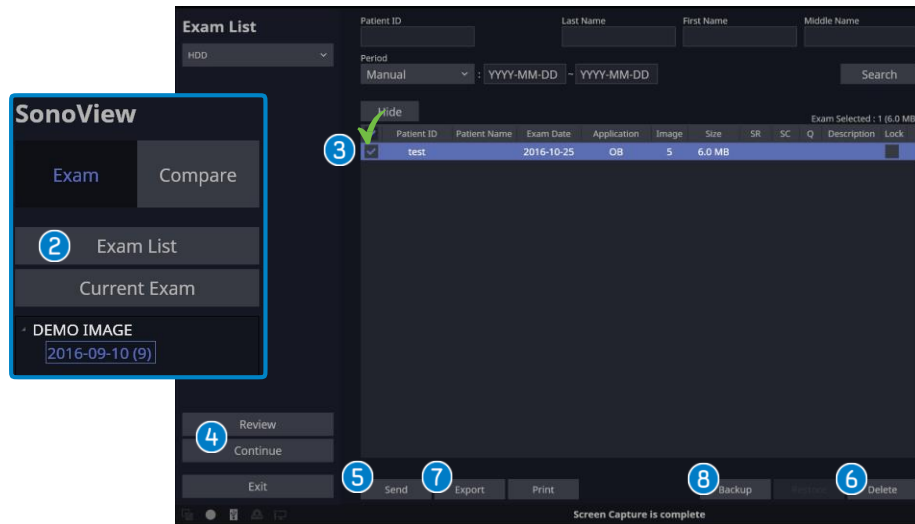 Exam List
HDD
Patient ID
Last Name
First Name
Middle Name
Period
Manual : YYYY-MM-DD ~ YYYY-MM-DD
Search
Hide
Exam Selected : 1 (6.0 MB
Patient ID Patient Name Exam Date Application Image Size SR SC Q Description Lock
3
test 2016-10-25 OB 5 6.0 MB
SonoView
Exam Compare
2 Exam List
Current Exam
DEMO IMAGE
2016-09-10 (9)
Review
4
Continue
Exit
5 Send 7 Export Print 8 Backup 6 Delete
Screen Capture is complete